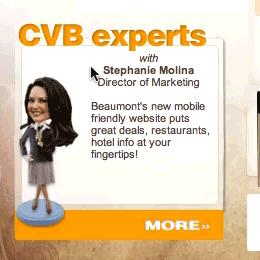 CVB experts
with
Stephanie Molina
Director of Marketing
Beaumont's new mobile
friendly website puts
great deals, restaurants,
hotel info at your
fingertips!
MORE>>